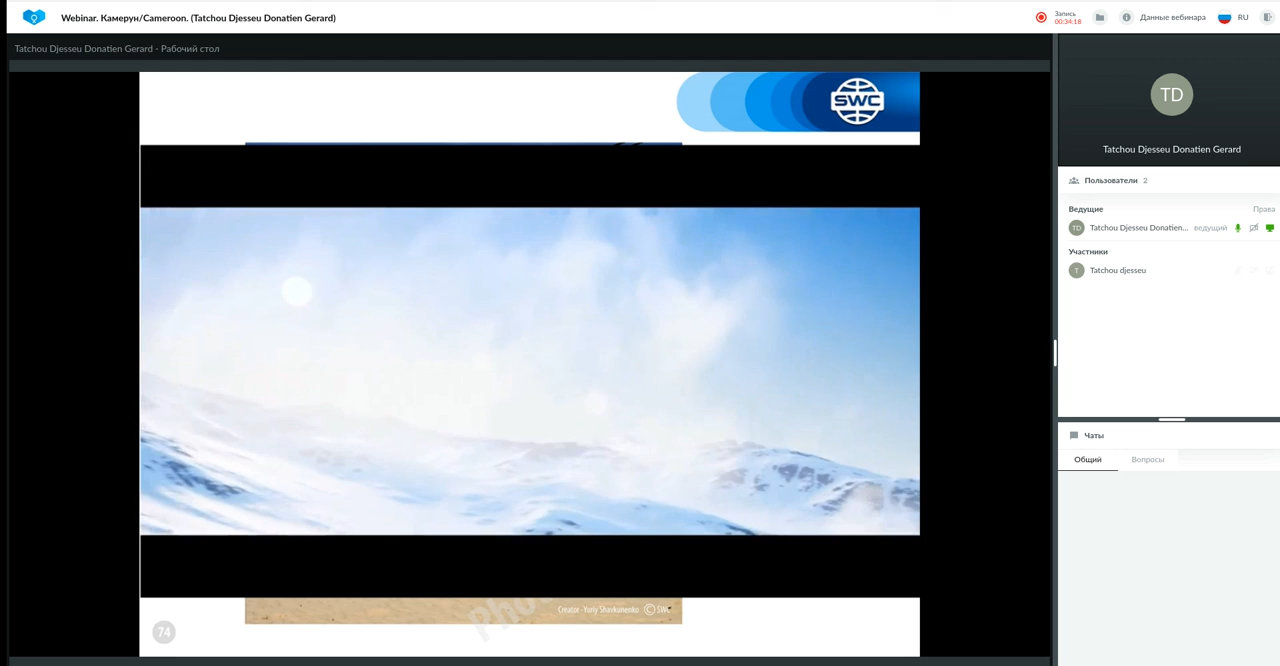 Webinar. Камерун/Cameroon. (Tatchou Djesseu Donatien Gerard)
Запись
00:34:18
Данные вебинара
RU
Tatchou Djesseu Donatien Gerard - Рабочий стол
SWC
TD
Tatchou Djesseu Donatien Gerard
Пользователи 2
Ведущие Права
TD Tatchou Djesseu Donatien... ведущий
Участники
T Tatchou djesseu
Чаты
Общий Вопросы
Creator -Yuriy Shavkunenko © SWC
74